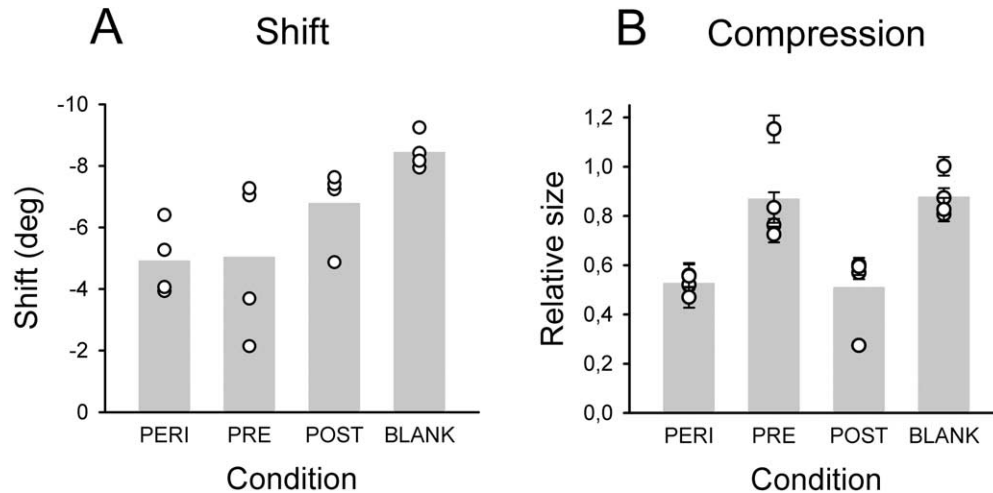 A Shift
Shift (deg)
-10
-8
-6
-4
-2
0
PERI PRE POST BLANK
Condition
B Compression
Relative size
1,2
1,0
0,8
0,6
0,4
0,2
0,0
PERI PRE POST BLANK
Condition